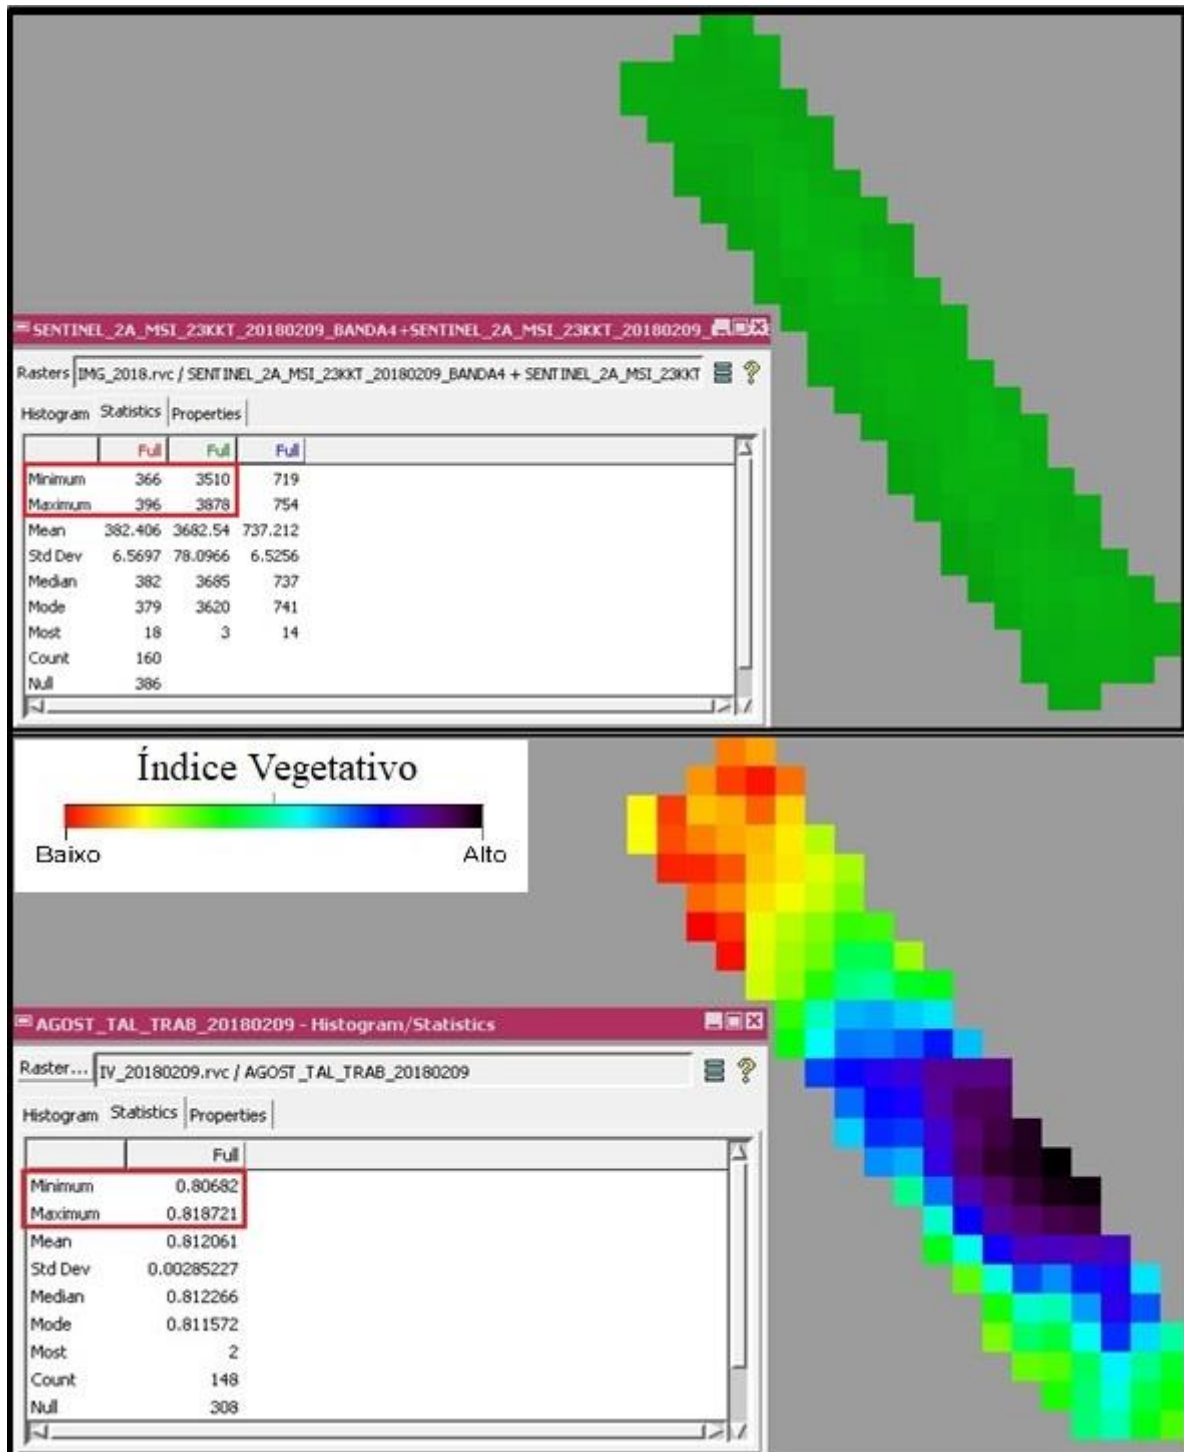 SENTINEL_2A_MSI_23KKT_20180209_BANDA4+SENTINEL_2A_MSI_23KKT_20180209_
Rasters IMG_2018.rvc / SENTINEL_2A_MSI_23KKT_20180209_BANDA4 + SENTINEL_2A_MSI_23KKT
Histogram Statistics Properties
Full Full Full
Minimum 366 3510 719
Maximum 396 3878 754
Mean 382.406 3682.54 737.212
Std Dev 6.5697 78.0966 6.5256
Median 382 3685 737
Mode 379 3620 741
Most 18 3 14
Count 160
Null 386
Índice Vegetativo
Baixo Alto
AGOST_TAL_TRAB_20180209 - Histogram/Statistics
Raster... IV_20180209.rvc / AGOST_TAL_TRAB_20180209
Histogram Statistics Properties
Full
Minimum 0.80682
Maximum 0.818721
Mean 0.812061
Std Dev 0.00285227
Median 0.812266
Mode 0.811572
Most 2
Count 148
Null 308